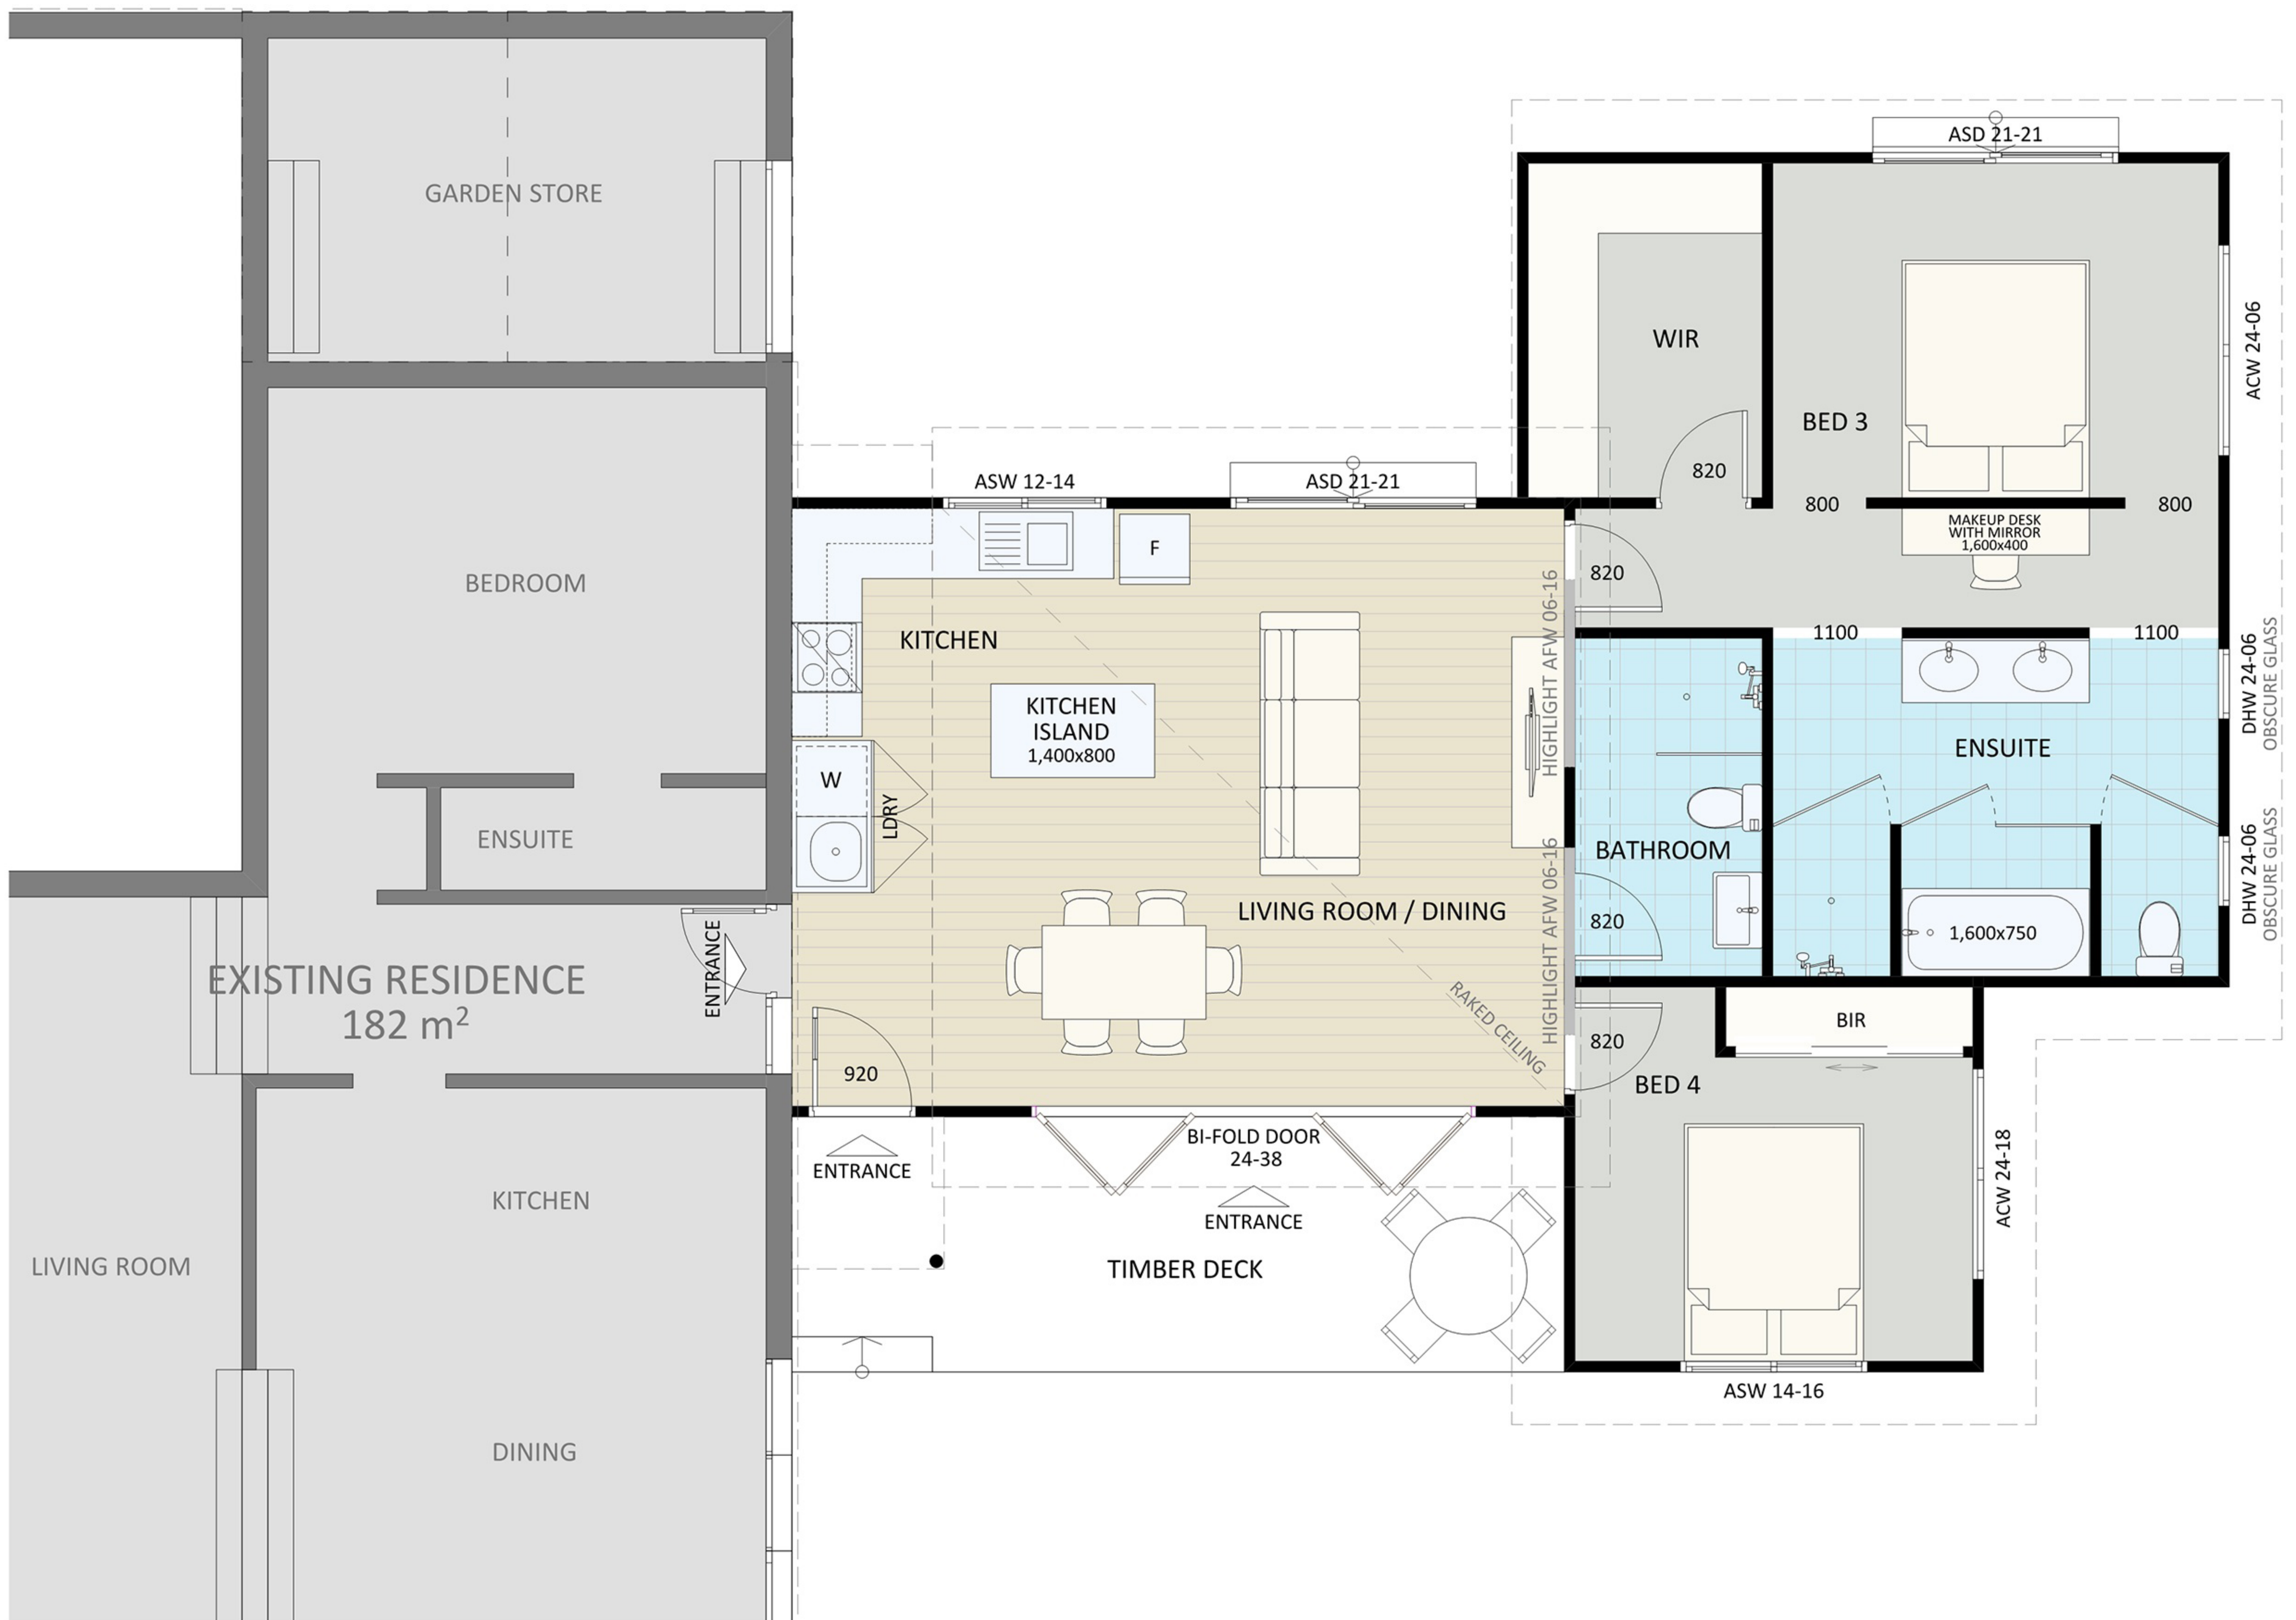 ASD 21-21
GARDEN STORE
WIR
ACW 24-06
BED 3
820
ASW 12-14
ASD 21-21
800
800
MAKEUP DESK
WITH MIRROR
1,600x400
F
820
BEDROOM
KITCHEN
HIGHLIGHT AFW 06-16
1100
1100
DHW 24-06
OBSCURE GLASS
KITCHEN
ISLAND
1,400x800
ENSUITE
W
LDRY
ENSUITE
BATHROOM
DHW 24-06
OBSCURE GLASS
LIVING ROOM / DINING
HIGHLIGHT AFW 06-16
820
1,600x750
ENTRANCE
EXISTING RESIDENCE
182 m²
RAKED CEILING
BIR
820
920
BED 4
BI-FOLD DOOR
24-38
ENTRANCE
ACW 24-18
KITCHEN
ENTRANCE
LIVING ROOM
TIMBER DECK
ASW 14-16
DINING